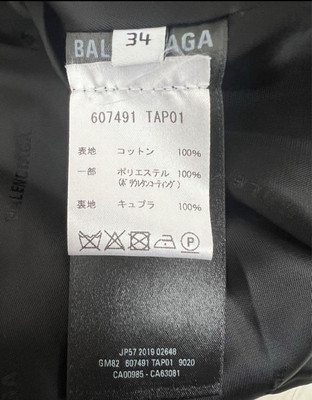 BAL AGA
34
607491 TAP01
表地 コットン 100%
一部 ポリエステル 100%
(ポリウレタンコーティング)
裏地 キュプラ 100%
P
JP57 2019 02648
GM82 607491 TAP01 9020
CA00985 - CA63081
BALENCIAGA